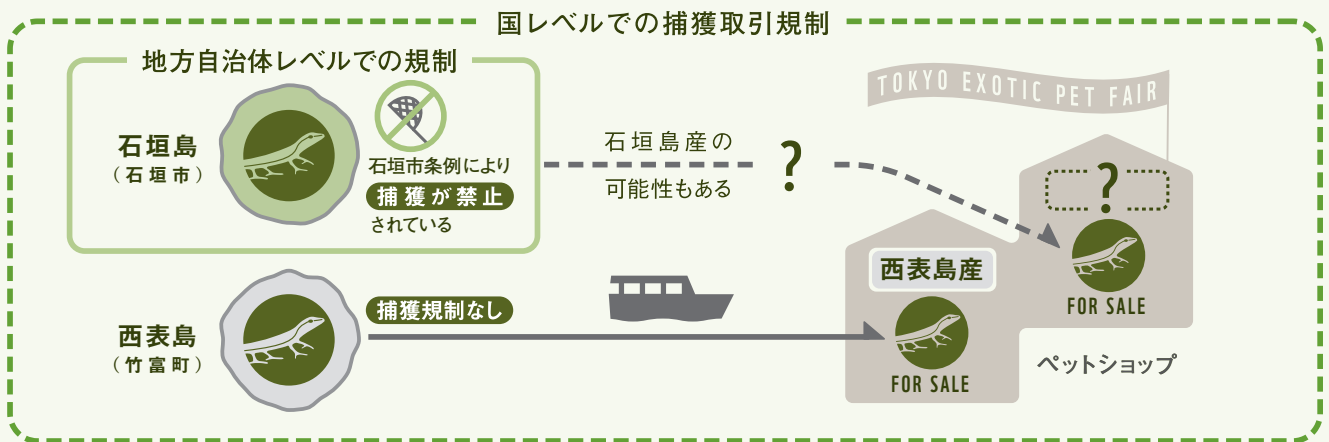 国レベルでの捕獲取引規制
地方自治体レベルでの規制
石垣島
（石垣市）
石垣市条例により
捕獲が禁止
されている
石垣島産の
可能性もある
?
TOKYO EXOTIC PET FAIR
?
FOR SALE
西表島産
FOR SALE
ペットショップ
西表島
（竹富町）
捕獲規制なし